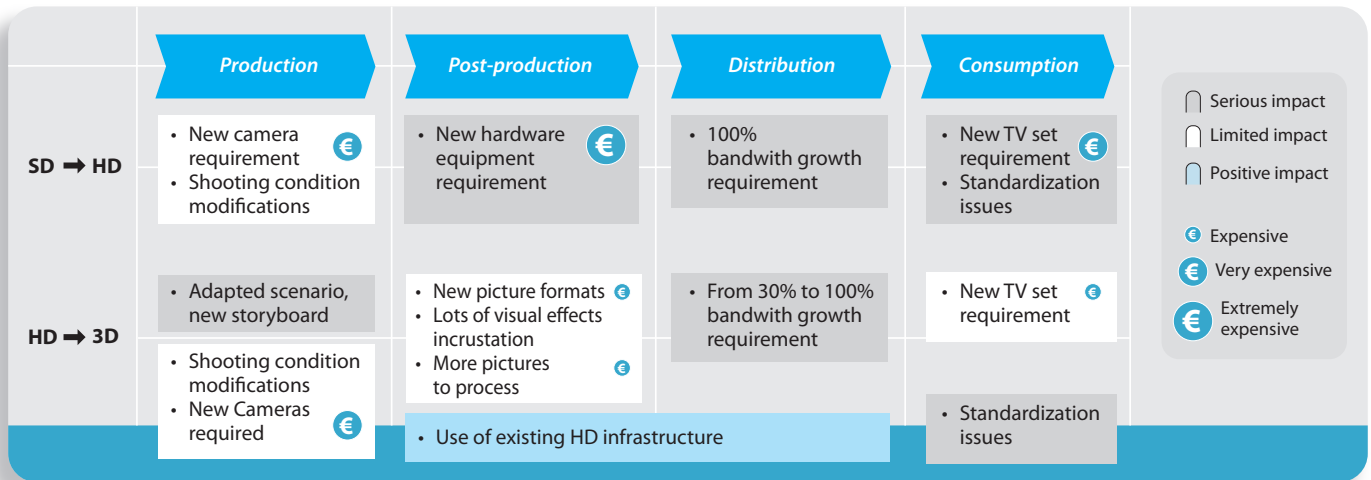 Production
Post-production
Distribution
Consumption
SD ➡ HD
• New camera
requirement €
• Shooting condition
modifications
• New hardware
equipment €
requirement
• 100%
bandwith growth
requirement
• New TV set
requirement €
• Standardization
issues
HD ➡ 3D
• Adapted scenario,
new storyboard
• Shooting condition
modifications
• New Cameras
required €
• New picture formats €
• Lots of visual effects
incrustation
• More pictures €
to process
• From 30% to 100%
bandwith growth
requirement
• Use of existing HD infrastructure
• New TV set €
requirement
• Standardization
issues
Serious impact
Limited impact
Positive impact
€ Expensive
€ Very expensive
€ Extremely
expensive